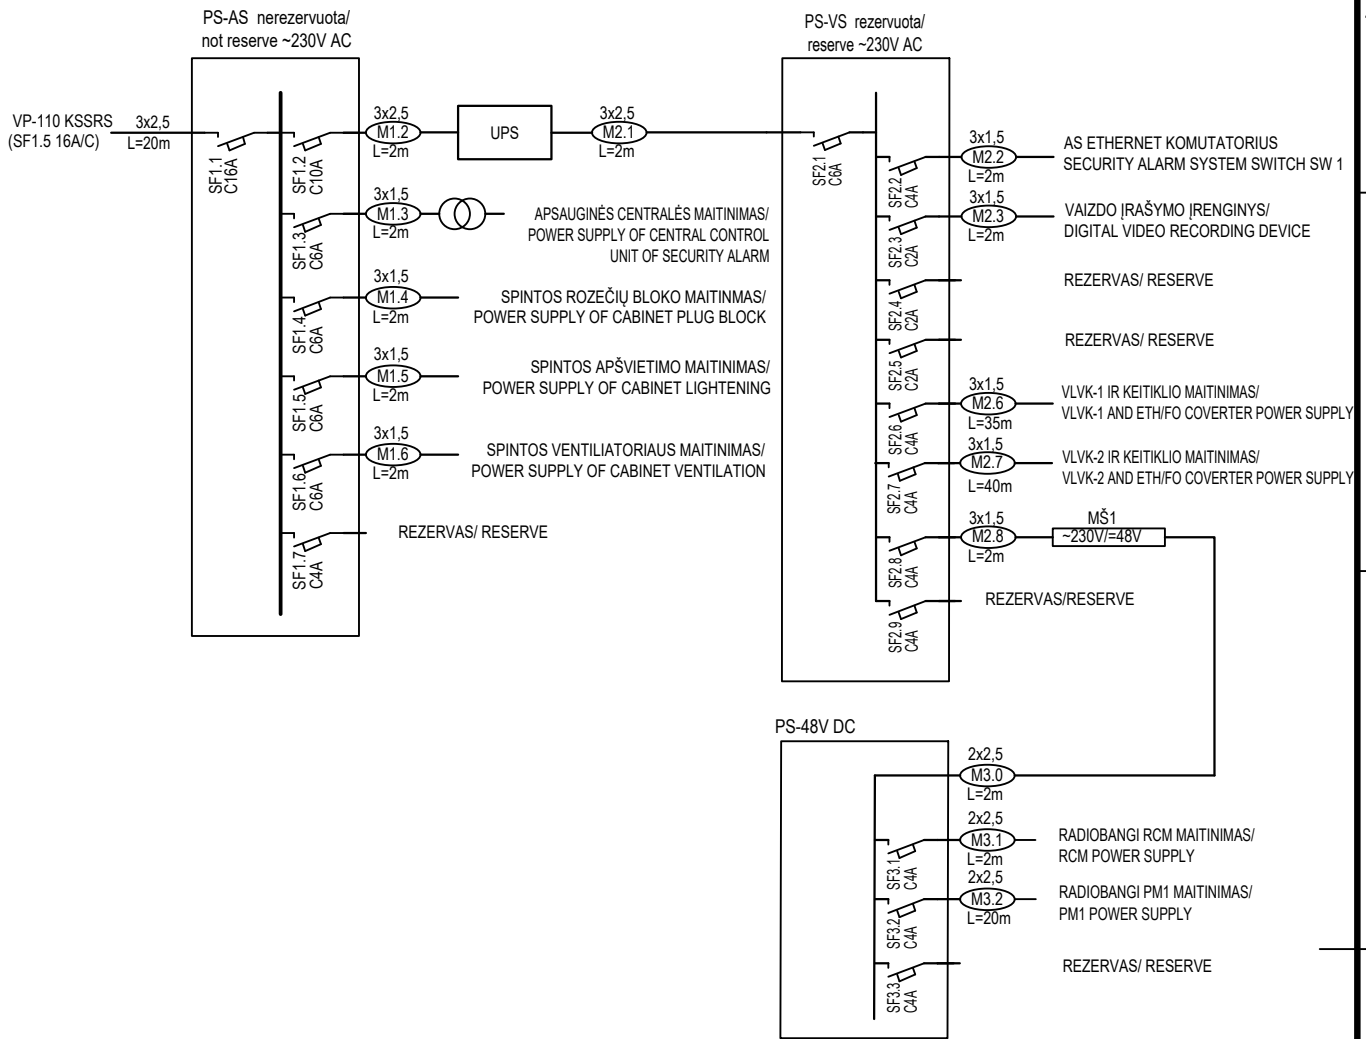 PS-AS nerezervuota/
not reserve ~230V AC
VP-110 KSSRS
(SF1.5 16A/C)
3x2,5
L=20m
SF1.1
C16A
SF1.2
C10A
3x2,5
M1.2
L=2m
UPS
3x2,5
M2.1
L=2m
SF1.3
C6A
3x1,5
M1.3
L=2m
APSAUGINĖS CENTRALĖS MAITINIMAS/
POWER SUPPLY OF CENTRAL CONTROL
UNIT OF SECURITY ALARM
SF1.4
C6A
3x1,5
M1.4
L=2m
SPINTOS ROZEČIŲ BLOKO MAITINMAS/
POWER SUPPLY OF CABINET PLUG BLOCK
SF1.5
C6A
3x1,5
M1.5
L=2m
SPINTOS APŠVIETIMO MAITINIMAS/
POWER SUPPLY OF CABINET LIGHTENING
SF1.6
C6A
3x1,5
M1.6
L=2m
SPINTOS VENTILIATORIAUS MAITINIMAS/
POWER SUPPLY OF CABINET VENTILATION
SF1.7
C4A
REZERVAS/ RESERVE
PS-VS rezervuota/
reserve ~230V AC
SF2.1
C6A
SF2.2
C4A
3x1,5
M2.2
L=2m
AS ETHERNET KOMUTATORIUS
SECURITY ALARM SYSTEM SWITCH SW 1
SF2.3
C2A
3x1,5
M2.3
L=2m
VAIZDO ĮRAŠYMO ĮRENGINYS/
DIGITAL VIDEO RECORDING DEVICE
SF2.4
C2A
REZERVAS/ RESERVE
SF2.5
C2A
REZERVAS/ RESERVE
SF2.6
C4A
3x1,5
M2.6
L=35m
VLVK-1 IR KEITIKLIO MAITINIMAS/
VLVK-1 AND ETH/FO COVERTER POWER SUPPLY
SF2.7
C4A
3x1,5
M2.7
L=40m
VLVK-2 IR KEITIKLIO MAITINIMAS/
VLVK-2 AND ETH/FO COVERTER POWER SUPPLY
SF2.8
C4A
3x1,5
M2.8
L=2m
MŠ1
~230V/=48V
SF2.9
C4A
REZERVAS/RESERVE
PS-48V DC
2x2,5
M3.0
L=2m
SF3.1
C4A
2x2,5
M3.1
L=2m
RADIOBANGI RCM MAITINIMAS/
RCM POWER SUPPLY
SF3.2
C4A
2x2,5
M3.2
L=20m
RADIOBANGI PM1 MAITINIMAS/
PM1 POWER SUPPLY
SF3.3
C4A
REZERVAS/ RESERVE